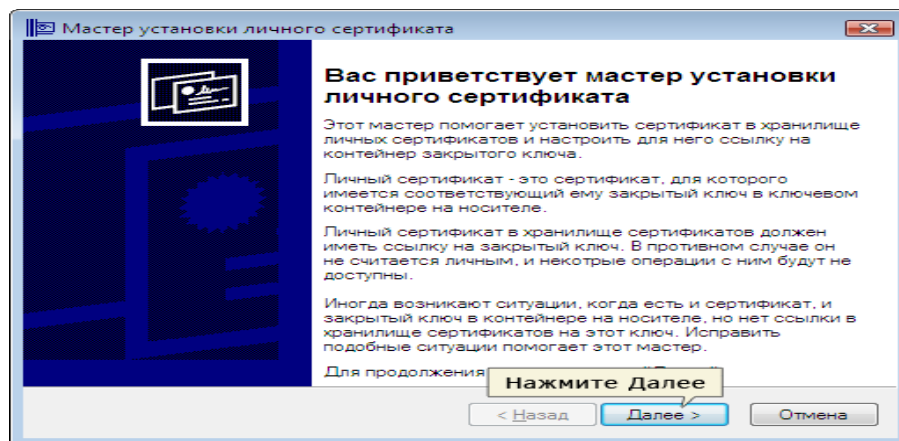 Мастер установки личного сертификата
Вас приветствует мастер установки
личного сертификата
Этот мастер помогает установить сертификат в хранилище
личных сертификатов и настроить для него ссылку на
контейнер закрытого ключа.
Личный сертификат - это сертификат, для которого
имеется соответствующий ему закрытый ключ в ключевом
контейнере на носителе.
Личный сертификат в хранилище сертификатов должен
иметь ссылку на закрытый ключ. В противном случае он
не считается личным, и некотрые операции с ним будут не
доступны.
Иногда возникают ситуации, когда есть и сертификат, и
закрытый ключ в контейнере на носителе, но нет ссылки в
хранилище сертификатов на этот ключ. Исправить
подобные ситуации помогает этот мастер.
Для продолжения
Нажмите Далее
< Назад Далее > Отмена